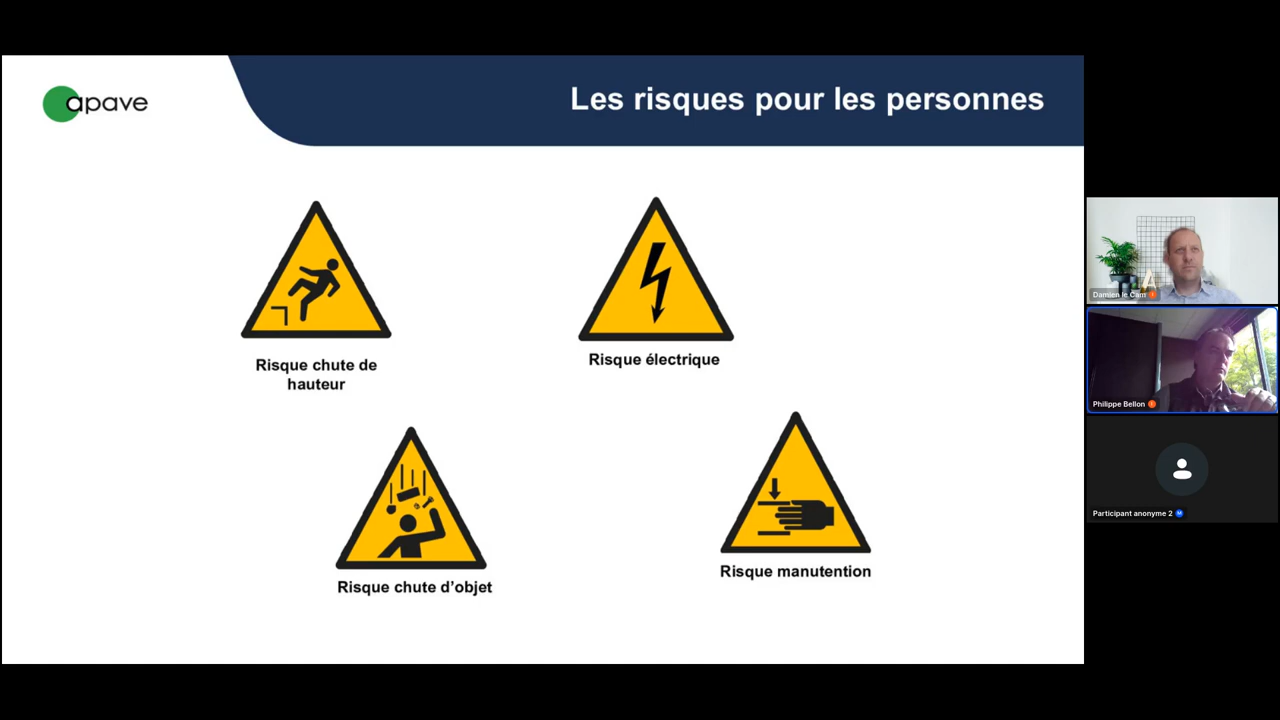 apave
Les risques pour les personnes
Risque chute de
hauteur
Risque électrique
Risque chute d’objet
Risque manutention
Damien le Cam
Philippe Bellon
Participant anonyme 2
M